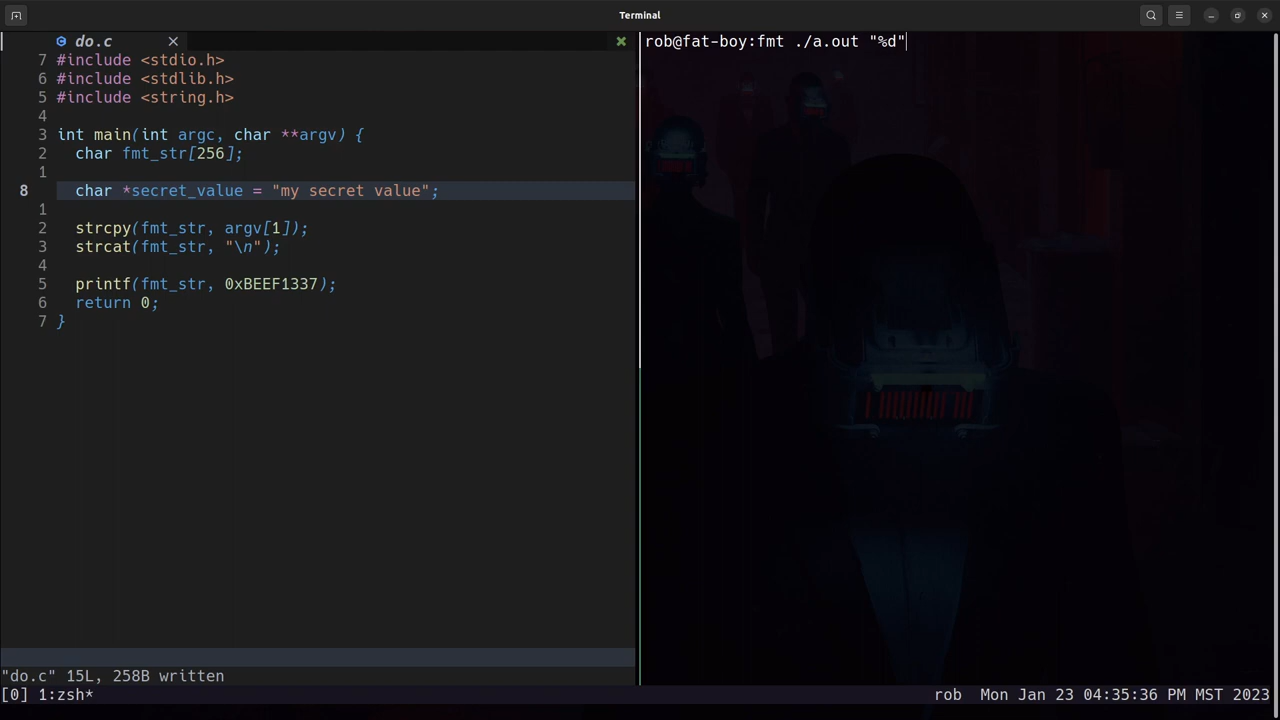 Terminal
do.c
7 #include <stdio.h>
6 #include <stdlib.h>
5 #include <string.h>
4
3 int main(int argc, char **argv) {
2   char fmt_str[256];
1
8   char *secret_value = "my secret value";
1
2   strcpy(fmt_str, argv[1]);
3   strcat(fmt_str, "\n");
4
5   printf(fmt_str, 0xBEEF1337);
6   return 0;
7 }
"do.c" 15L, 258B written
rob@fat-boy:fmt ./a.out "%d"
[0] 1:zsh* rob Mon Jan 23 04:35:36 PM MST 2023